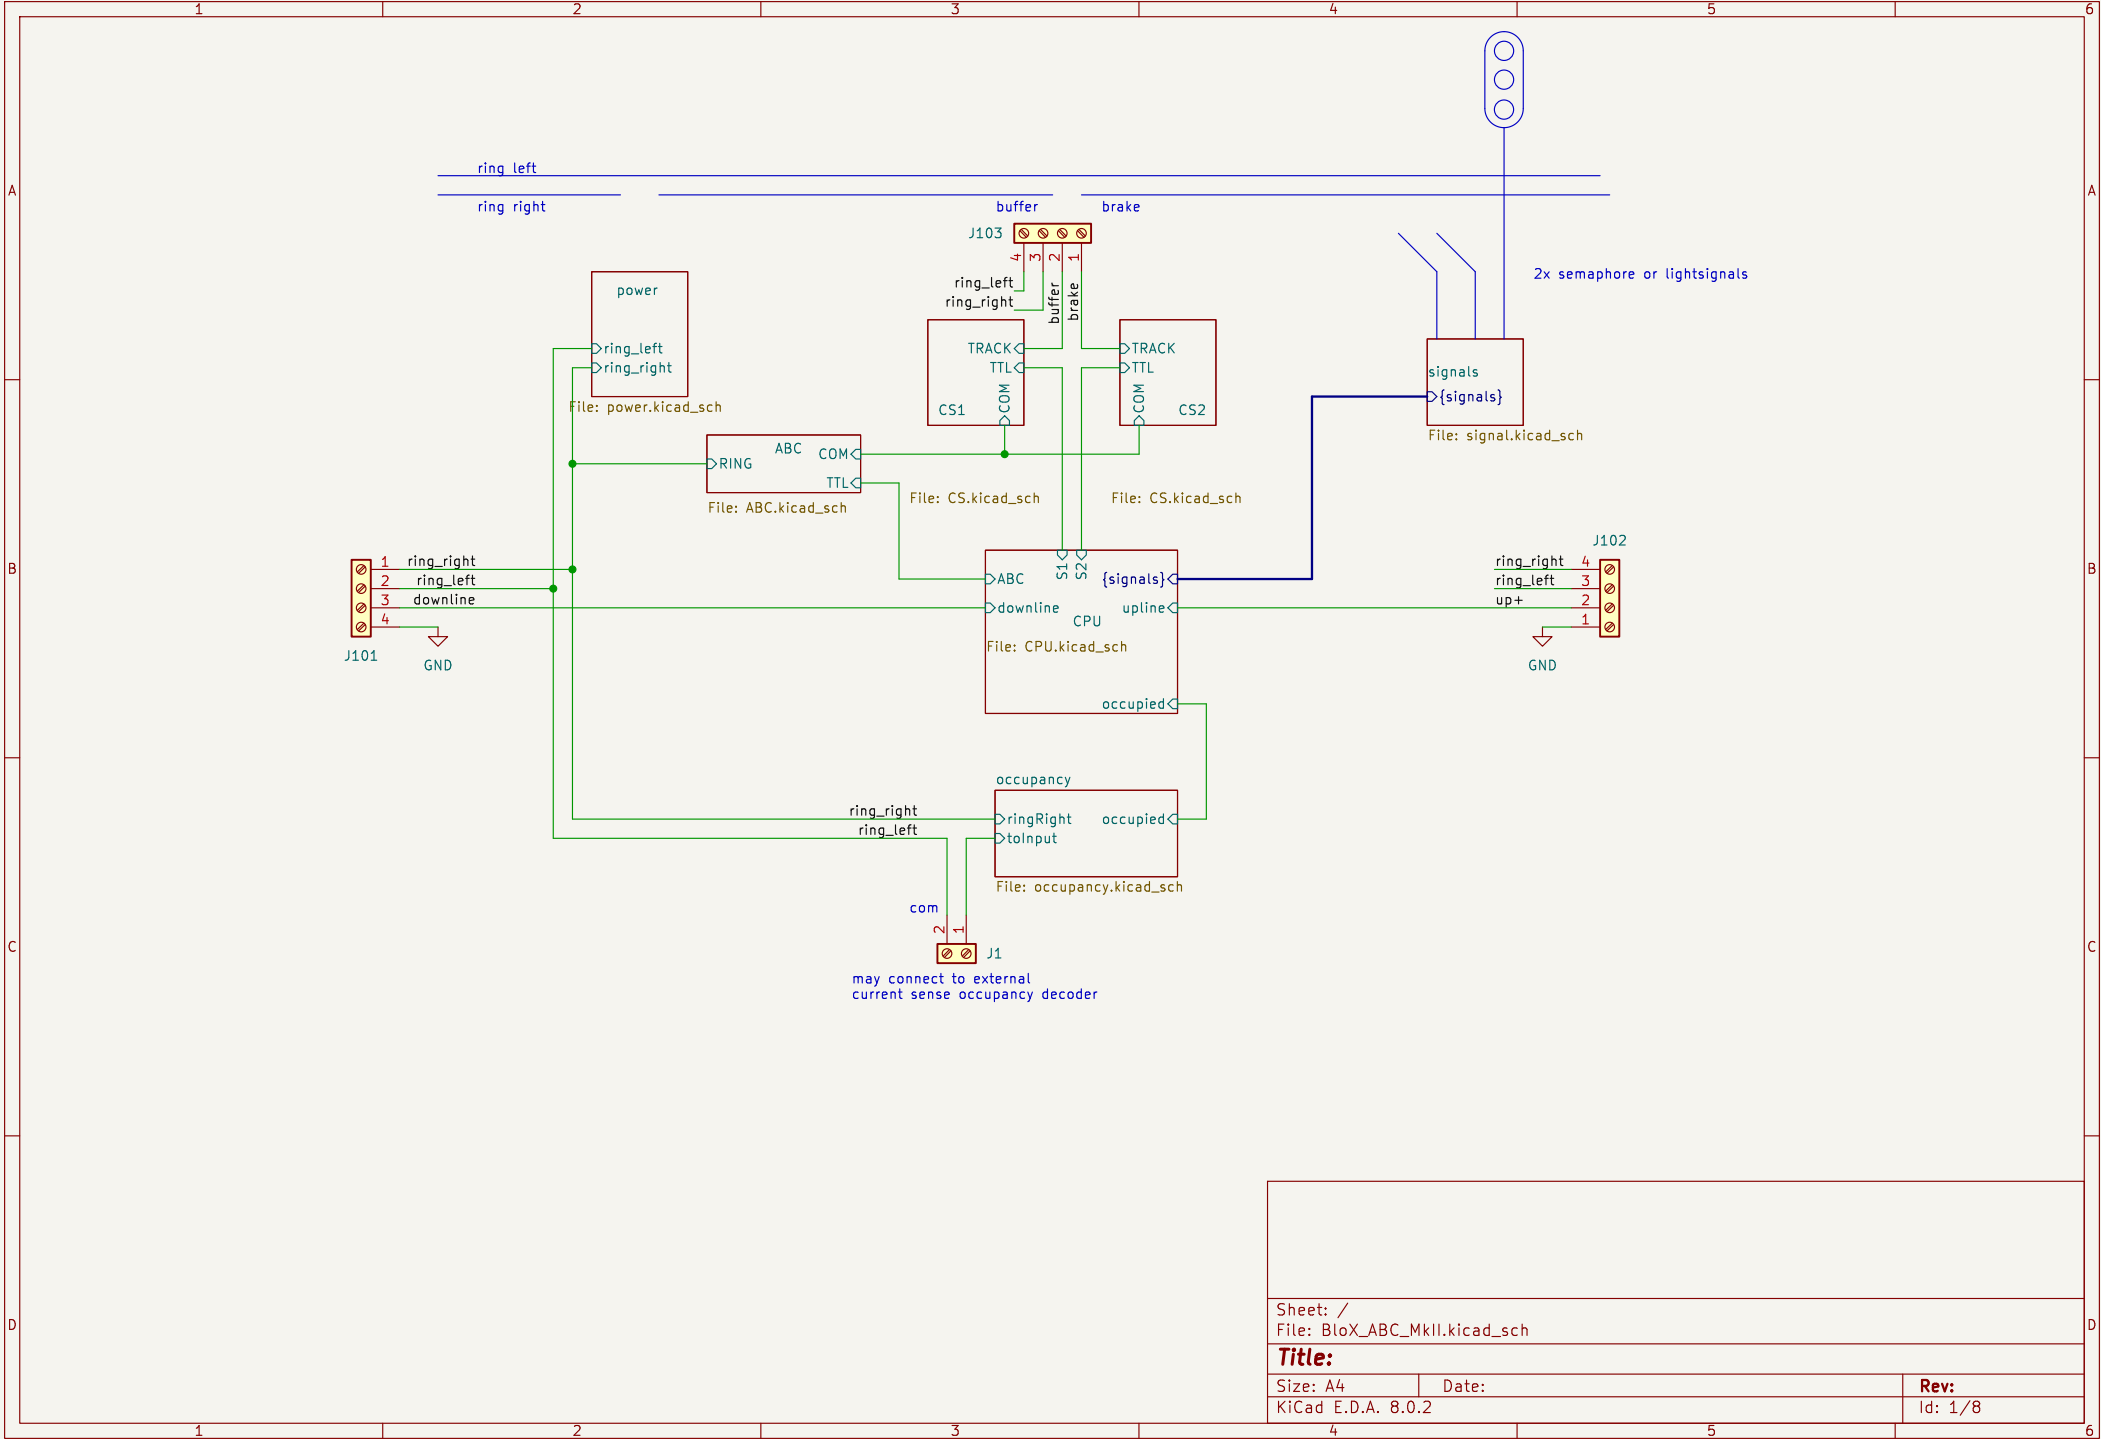 1 2 3 4 5 6
A A
ring left
ring right buffer brake
J103
4 3 2 1
ring_left
ring_right
buffer
brake
2x semaphore or lightsignals
power
ring_left
ring_right
File: power.kicad_sch
TRACK
TTL
COM
CS1
File: CS.kicad_sch
TRACK
TTL
COM
CS2
File: CS.kicad_sch
signals
{signals}
File: signal.kicad_sch
ABC
RING
COM
TTL
File: ABC.kicad_sch
B B
1 ring_right
2 ring_left
3 downline
4
J101
GND
S1
S2
ABC
{signals}
downline
upline
CPU
File: CPU.kicad_sch
occupied
J102
ring_right 4
ring_left 3
up+ 2
1
GND
occupancy
ring_right
ring_left
ringRight
occupied
toInput
File: occupancy.kicad_sch
com
2 1
J1
C C
may connect to external
current sense occupancy decoder
D D
Sheet: /
File: BloX_ABC_MkII.kicad_sch
Title:
Size: A4 Date: Rev:
KiCad E.D.A. 8.0.2 Id: 1/8
1 2 3 4 5 6